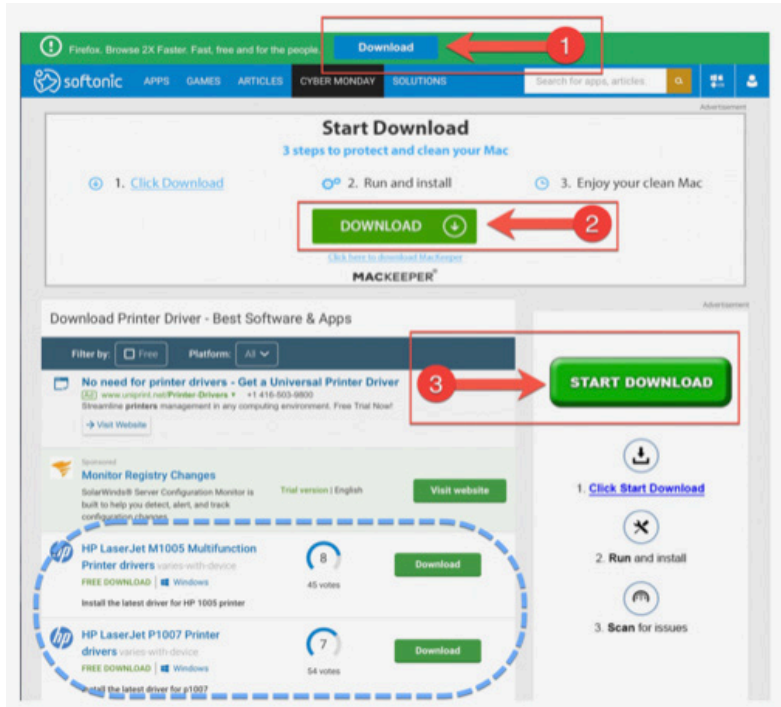 1
Firefox. Browse 2X Faster. Fast, free and for the people. Download
softonic APPS GAMES ARTICLES CYBER MONDAY SOLUTIONS Search for apps, articles.
Advertisement
Start Download
3 steps to protect and clean your Mac
1. Click Download 2. Run and install 3. Enjoy your clean Mac
DOWNLOAD
2
Click here to download MacKeeper
MACKEEPER®
Advertisement
Download Printer Driver - Best Software & Apps
Filter by: Free Platform: All
No need for printer drivers - Get a Universal Printer Driver
Ad www.uniprint.net/Printer-Drivers +1 416-503-9800
Streamline printers management in any computing environment. Free Trial Now!
→ Visit Website
3
START DOWNLOAD
Sponsored
Monitor Registry Changes
SolarWinds® Server Configuration Monitor is
built to help you detect, alert, and track
configuration changes.
Trial version | English
Visit website
1. Click Start Download
2. Run and install
3. Scan for issues
hp
HP LaserJet M1005 Multifunction
Printer drivers varies-with-device
FREE DOWNLOAD | Windows
Install the latest driver for HP 1005 printer
8
45 votes
Download
hp
HP LaserJet P1007 Printer
drivers varies-with-device
FREE DOWNLOAD | Windows
Install the latest driver for p1007
7
54 votes
Download